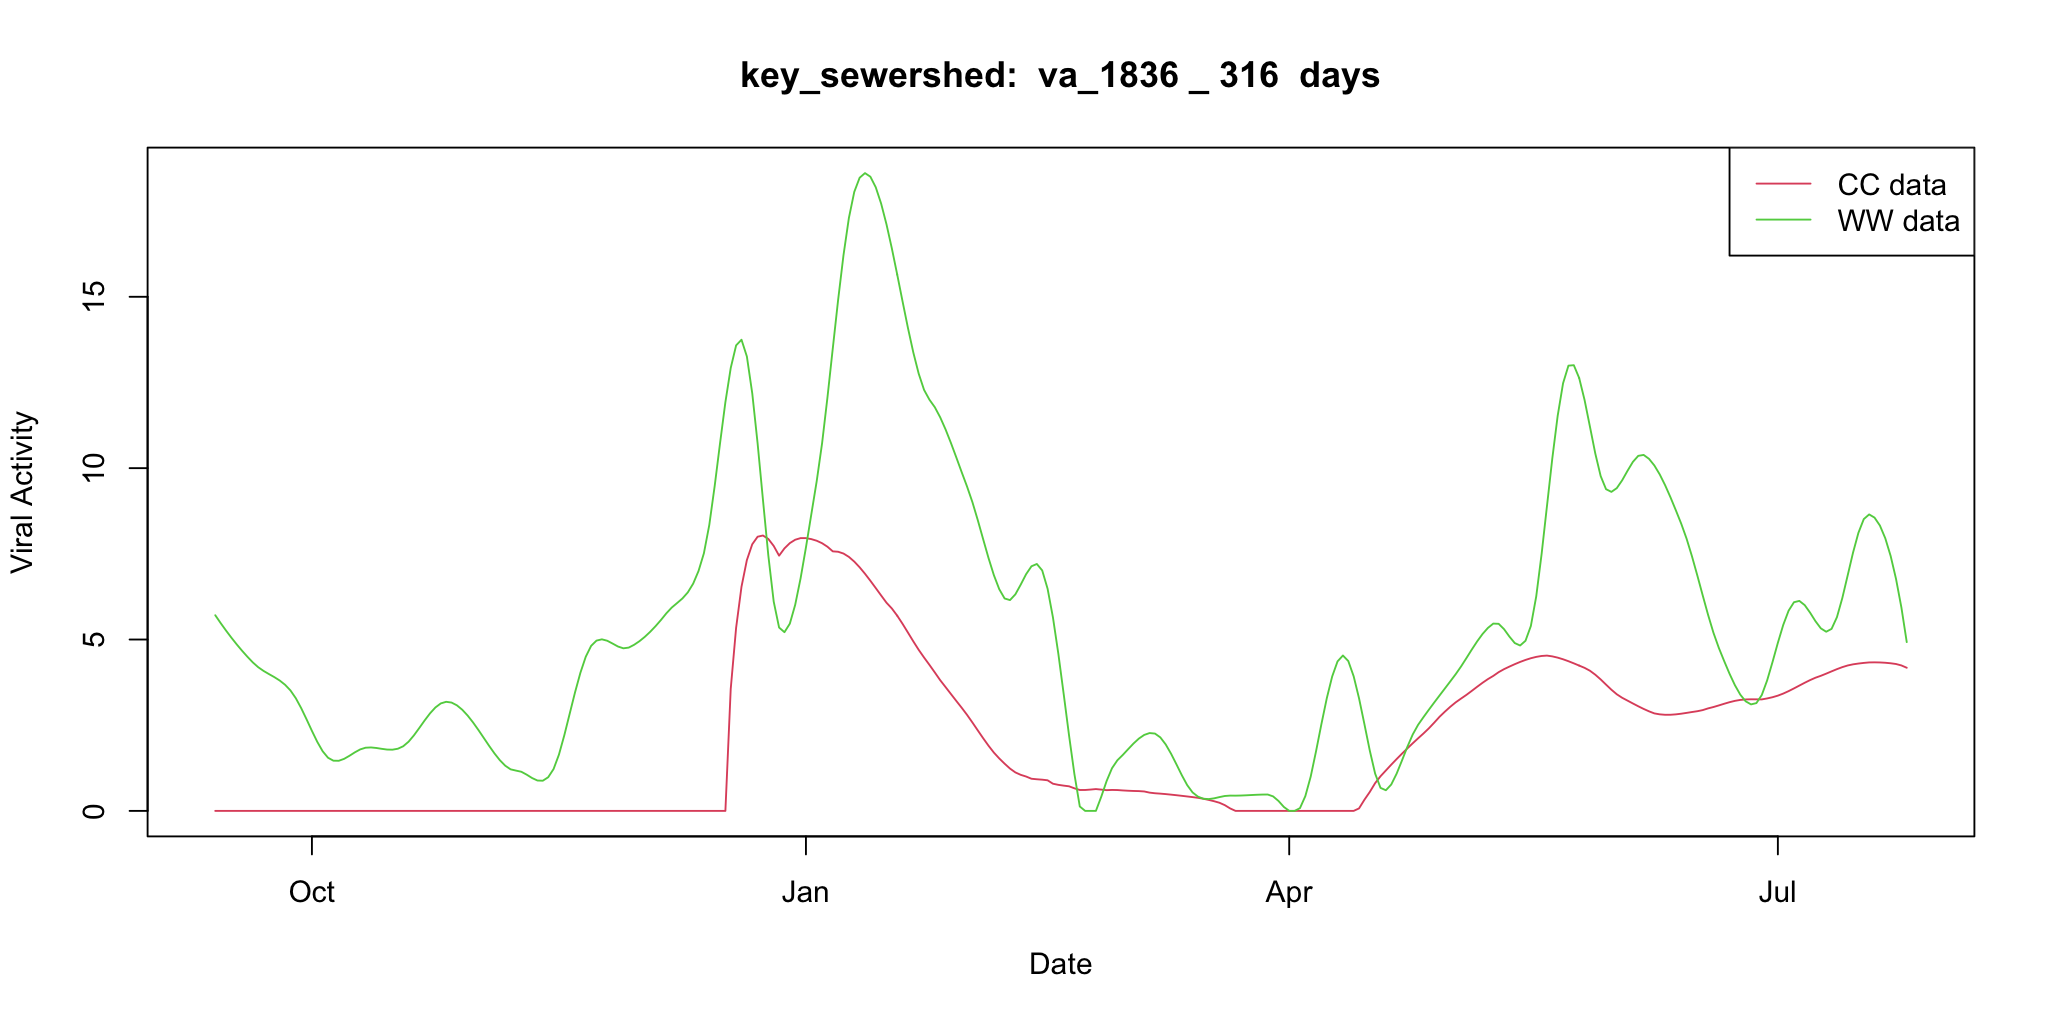 key_sewershed:  va_1836 _ 316  days
CC data
WW data
Viral Activity
15
10
5
0
Oct
Jan
Apr
Jul
Date